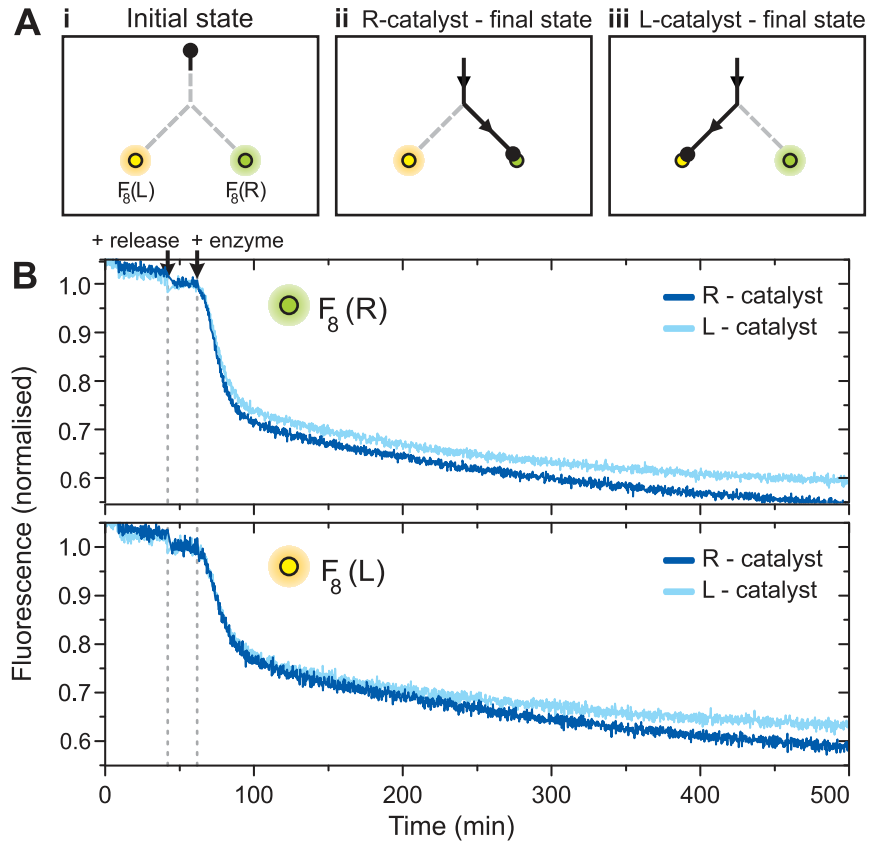 A
i Initial state
ii R-catalyst - final state
iii L-catalyst - final state
F8(L)
F8(R)
+ release
+ enzyme
B
1.0
0.9
0.8
0.7
0.6
F8 (R)
R - catalyst
L - catalyst
Fluorescence (normalised)
1.0
0.9
0.8
0.7
0.6
F8 (L)
R - catalyst
L - catalyst
0 100 200 300 400 500
Time (min)